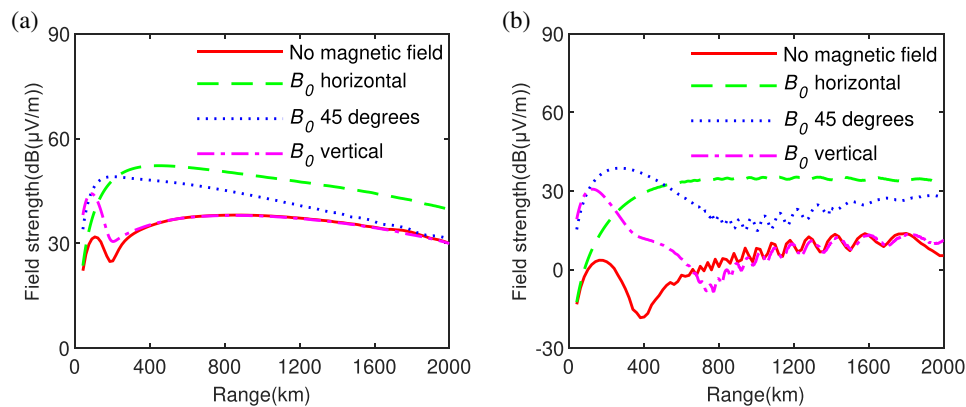 (a)
Field strength(dB(μV/m))
90
60
30
0
0 400 800 1200 1600 2000
Range(km)
No magnetic field
B0 horizontal
B0 45 degrees
B0 vertical
(b)
Field strength(dB(μV/m))
90
60
30
0
-30
0 400 800 1200 1600 2000
Range(km)
No magnetic field
B0 horizontal
B0 45 degrees
B0 vertical